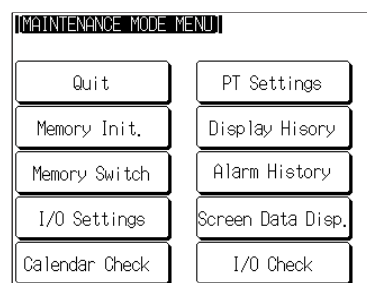 [MAINTENANCE MODE MENU]
Quit
PT Settings
Memory Init.
Display Hisory
Memory Switch
Alarm History
I/O Settings
Screen Data Disp.
Calendar Check
I/O Check